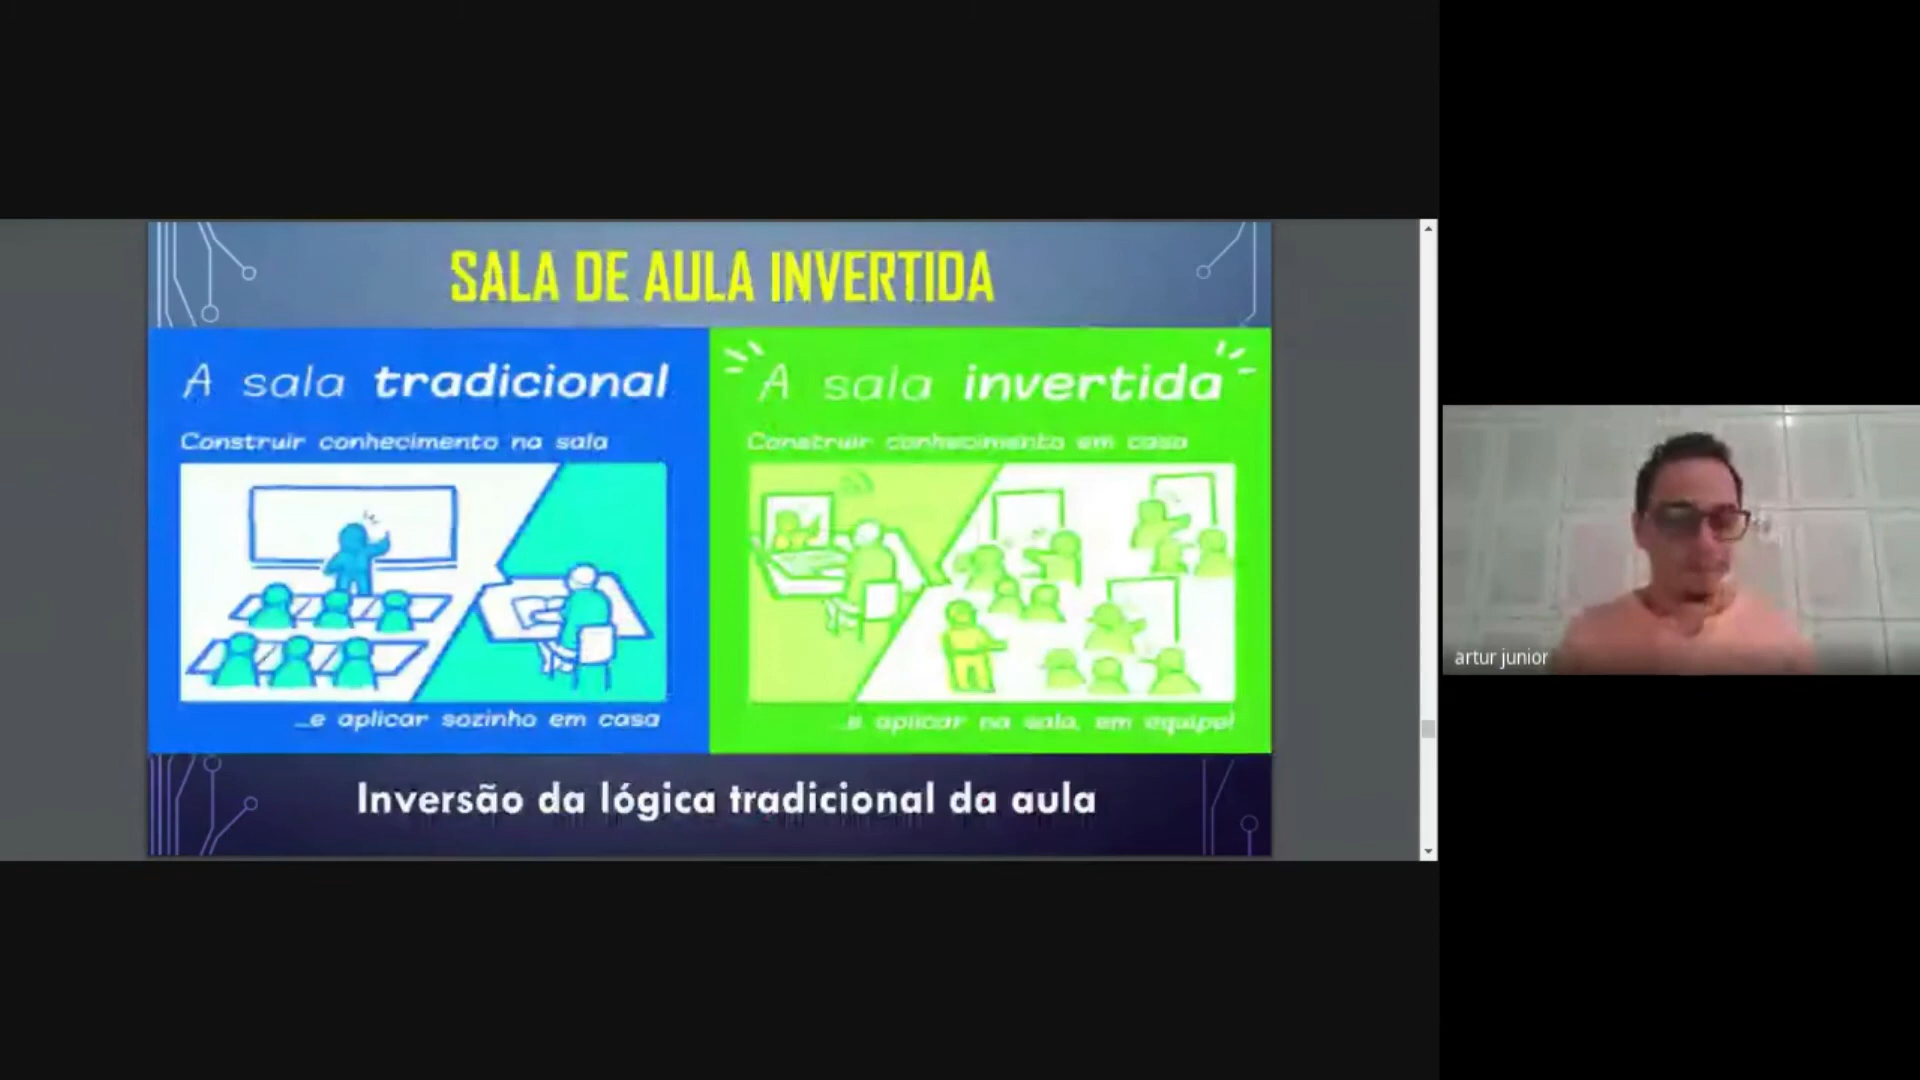 SALA DE AULA INVERTIDA
A sala tradicional
Construir conhecimento na sala
...e aplicar sozinho em casa
A sala invertida
Construir conhecimento em casa
...e aplicar na sala, em equipe!
Inversão da lógica tradicional da aula
artur junior